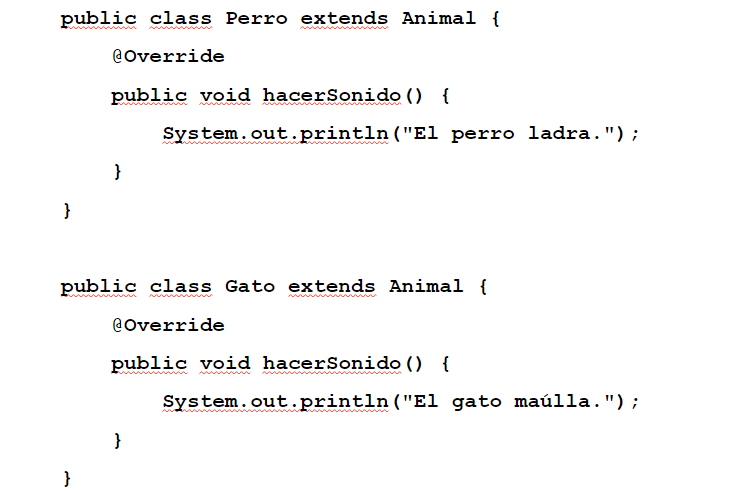 public class Perro extends Animal {
@Override
public void hacerSonido() {
System.out.println("El perro ladra.");
}
}
public class Gato extends Animal {
@Override
public void hacerSonido() {
System.out.println("El gato maúlla.");
}
}